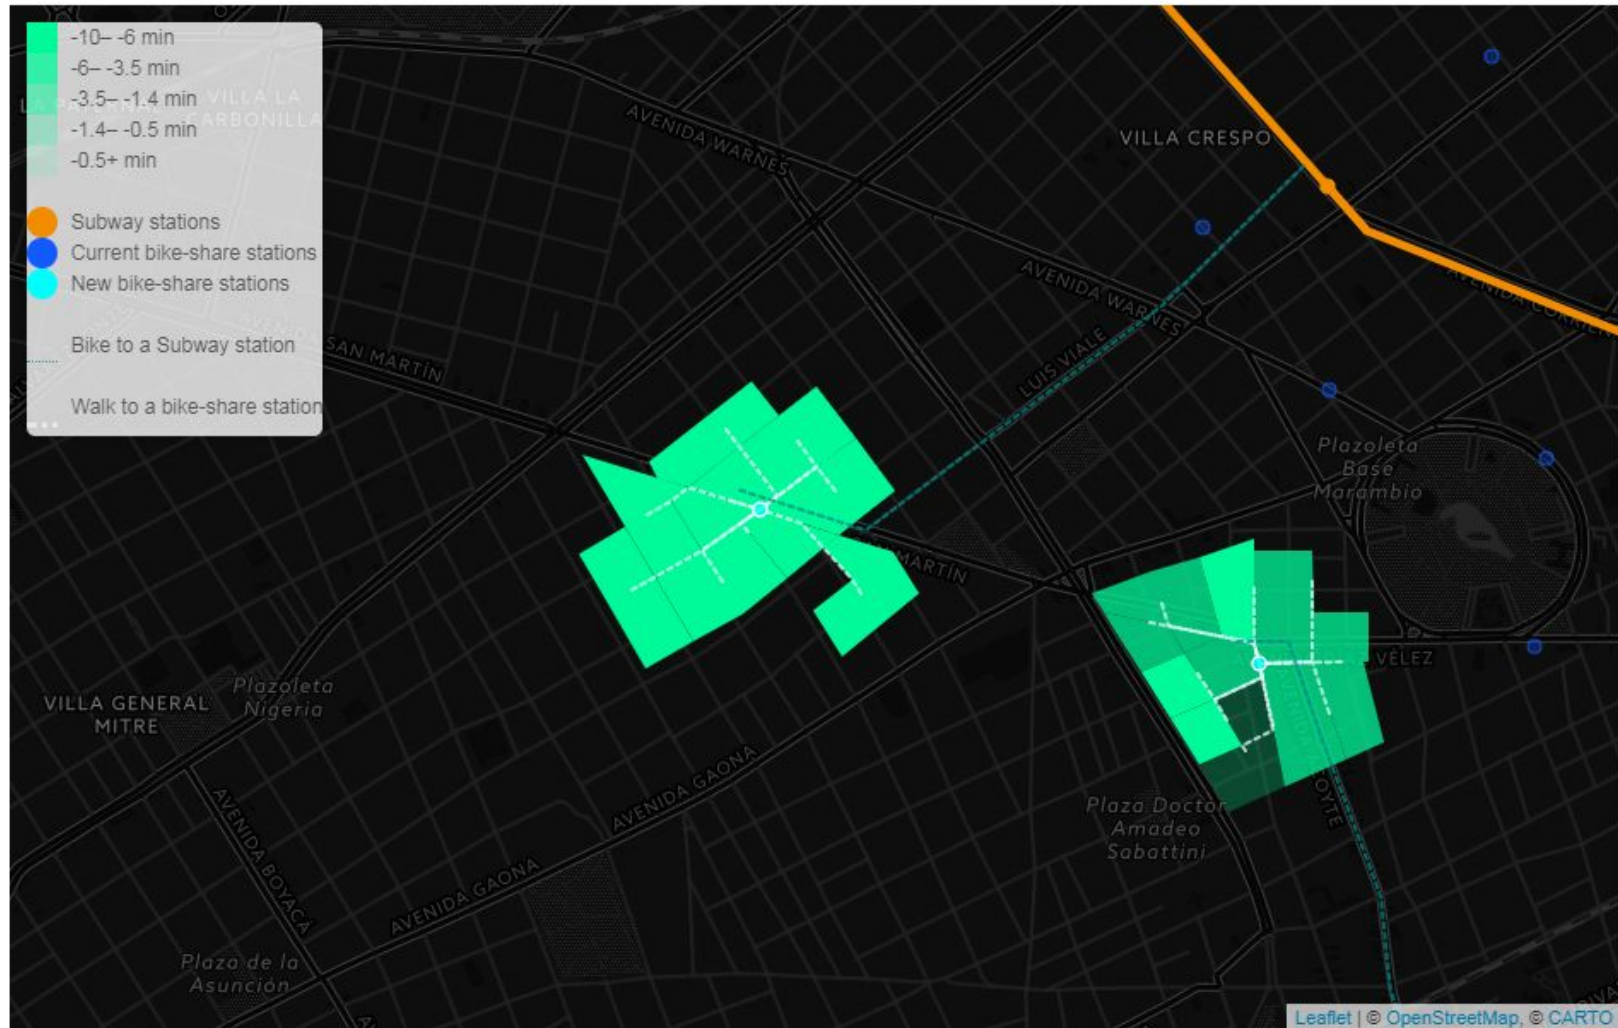 -10– -6 min
-6– -3.5 min
-3.5– -1.4 min
-1.4– -0.5 min
-0.5+ min
Subway stations
Current bike-share stations
New bike-share stations
Bike to a Subway station
Walk to a bike-share station
VILLA LA
CARBONILLA
AVENIDA WARNES
VILLA CRESPO
AVENIDA WARNES
LUIS VIALE
SAN MARTÍN
Plazoleta
Base
Marambio
MARTÍN
VÉLEZ
VILLA GENERAL
MITRE
Plazoleta
Nigeria
AVENIDA GAONA
AVENIDA BOYACÁ
AVENIDA GAONA
Plaza Doctor
Amadeo
Sabattini
Plaza de la
Asunción
Leaflet | © OpenStreetMap, © CARTO